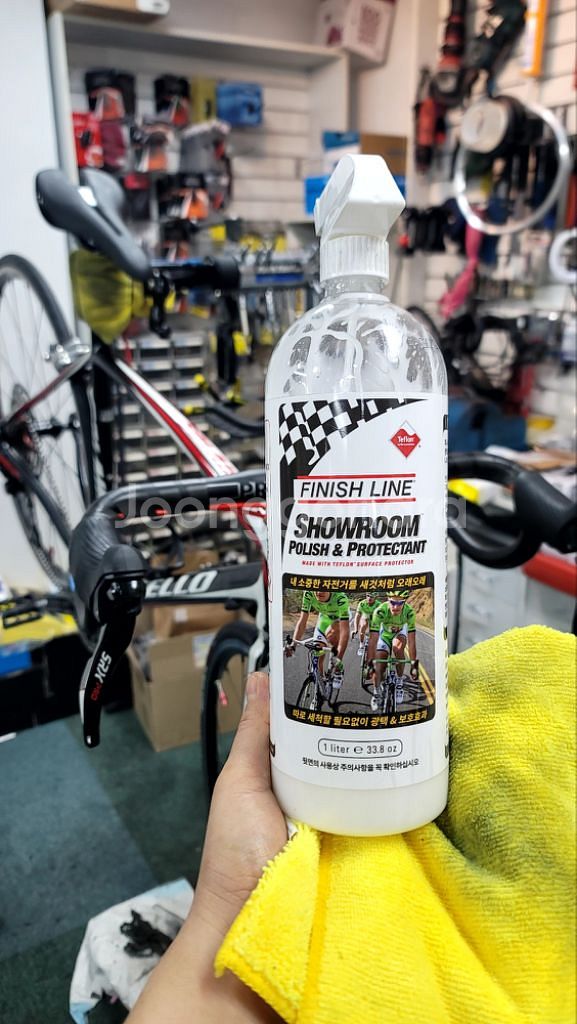 Teflon
FINISH LINE
SHOWROOM
POLISH & PROTECTANT
MADE WITH TEFLON SURFACE PROTECTOR
내 소중한 자전거를 새것처럼 오래오래
따로 세척할 필요없이 광택 & 보호효과
1 liter ℮ 33.8 oz
뒷면의 사용상 주의사항을 꼭 확인하십시오
PR
ELLO
Joonggonara